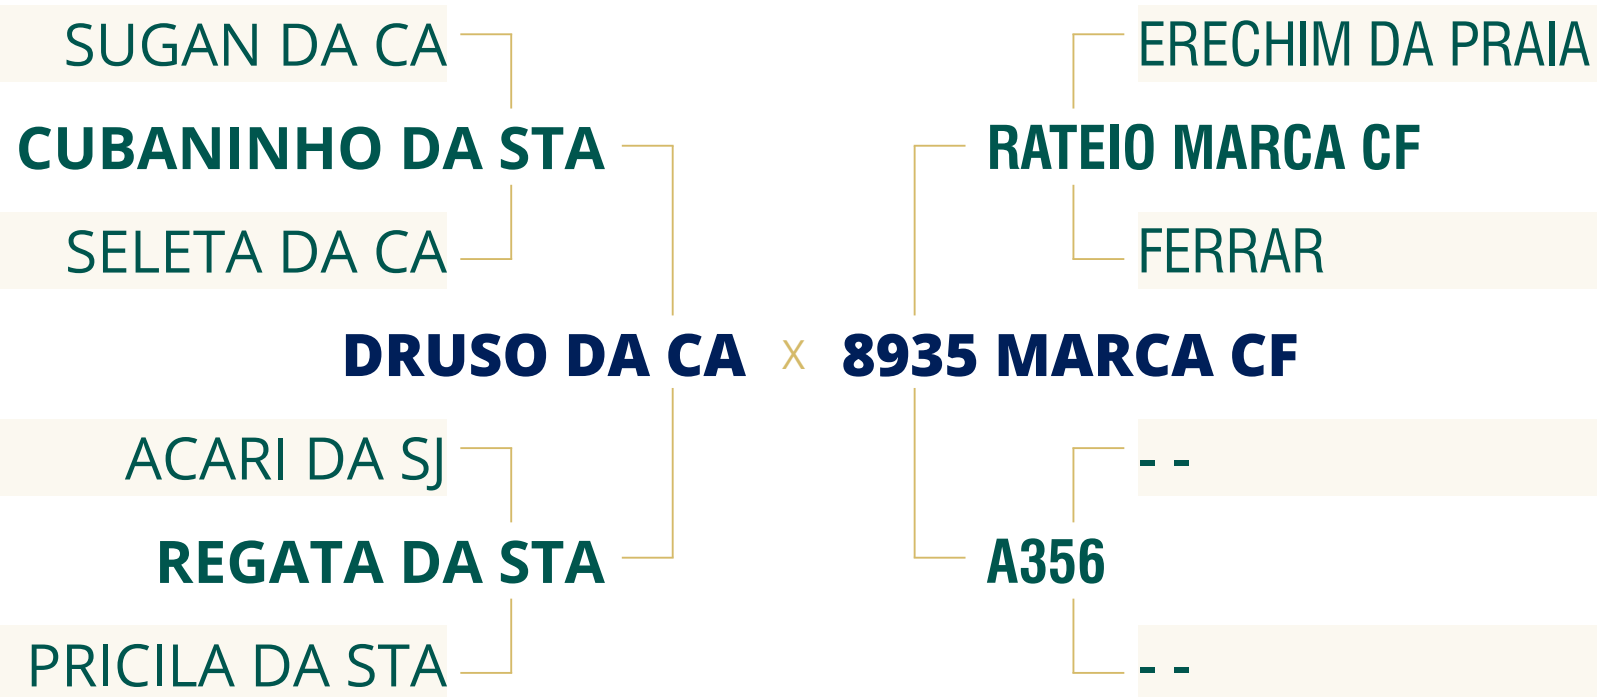 SUGAN DA CA
ERECHIM DA PRAIA
CUBANINHO DA STA
RATEIO MARCA CF
SELETA DA CA
FERRAR
DRUSO DA CA X 8935 MARCA CF
ACARI DA SJ
- -
REGATA DA STA
A356
PRICILA DA STA
- -